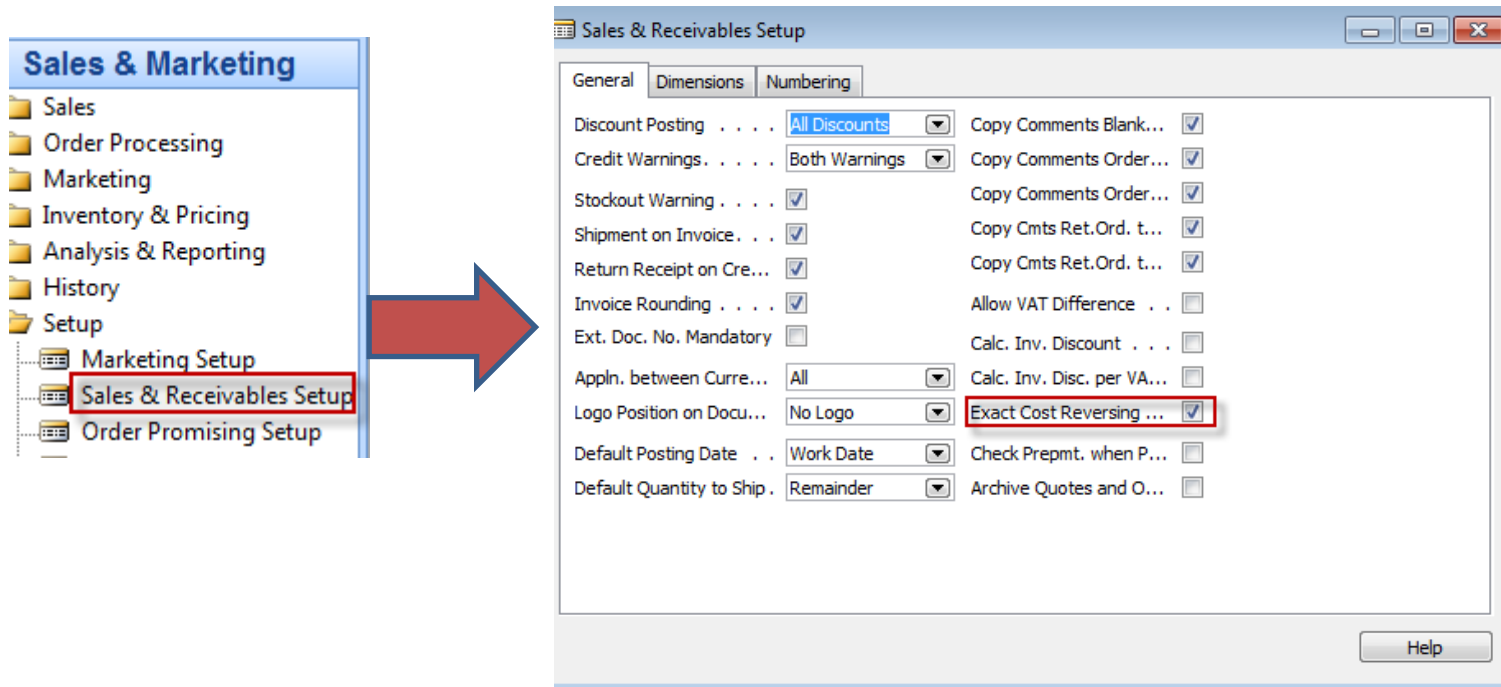 Sales & Marketing
Sales
Order Processing
Marketing
Inventory & Pricing
Analysis & Reporting
History
Setup
Marketing Setup
Sales & Receivables Setup
Order Promising Setup
Sales & Receivables Setup
General Dimensions Numbering
Discount Posting . . . . All Discounts
Credit Warnings. . . . . Both Warnings
Stockout Warning . . . .
Shipment on Invoice. . .
Return Receipt on Cre...
Invoice Rounding . . . .
Ext. Doc. No. Mandatory
Appln. between Curre... All
Logo Position on Docu... No Logo
Default Posting Date . . Work Date
Default Quantity to Ship . Remainder
Copy Comments Blank...
Copy Comments Order...
Copy Comments Order...
Copy Cmts Ret.Ord. t...
Copy Cmts Ret.Ord. t...
Allow VAT Difference . .
Calc. Inv. Discount . . .
Calc. Inv. Disc. per VA...
Exact Cost Reversing ...
Check Prepmt. when P...
Archive Quotes and O...
Help